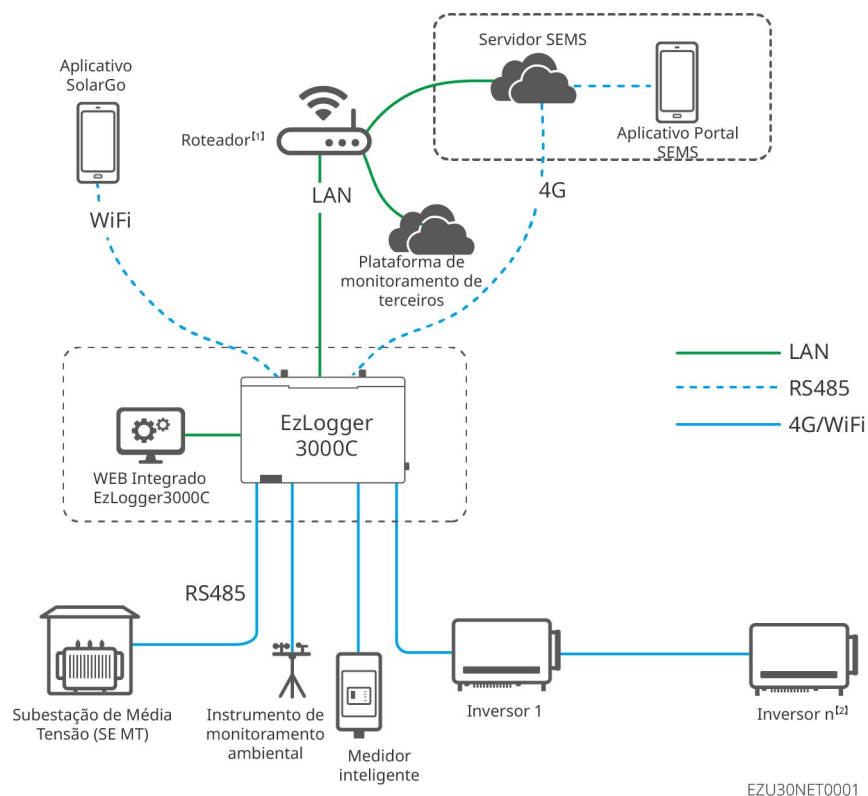 Servidor SEMS
Aplicativo
SolarGo
Roteador【1】
Aplicativo Portal
SEMS
LAN
4G
WiFi
Plataforma de
monitoramento de
terceiros
LAN
RS485
4G/WiFi
EzLogger
3000C
WEB Integrado
EzLogger3000C
RS485
Subestação de Média
Tensão (SE MT)
Instrumento de
monitoramento
ambiental
Medidor
inteligente
Inversor 1
Inversor n【2】
EZU30NET0001